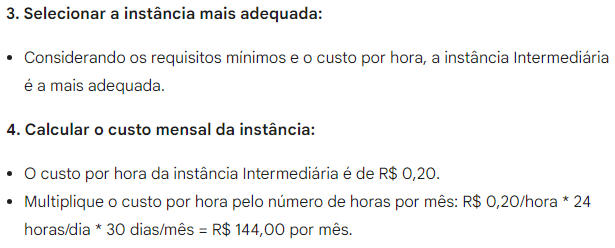 3. Selecionar a instância mais adequada:
• Considerando os requisitos mínimos e o custo por hora, a instância Intermediária
é a mais adequada.
4. Calcular o custo mensal da instância:
• O custo por hora da instância Intermediária é de R$ 0,20.
• Multiplique o custo por hora pelo número de horas por mês: R$ 0,20/hora * 24
horas/dia * 30 dias/mês = R$ 144,00 por mês.